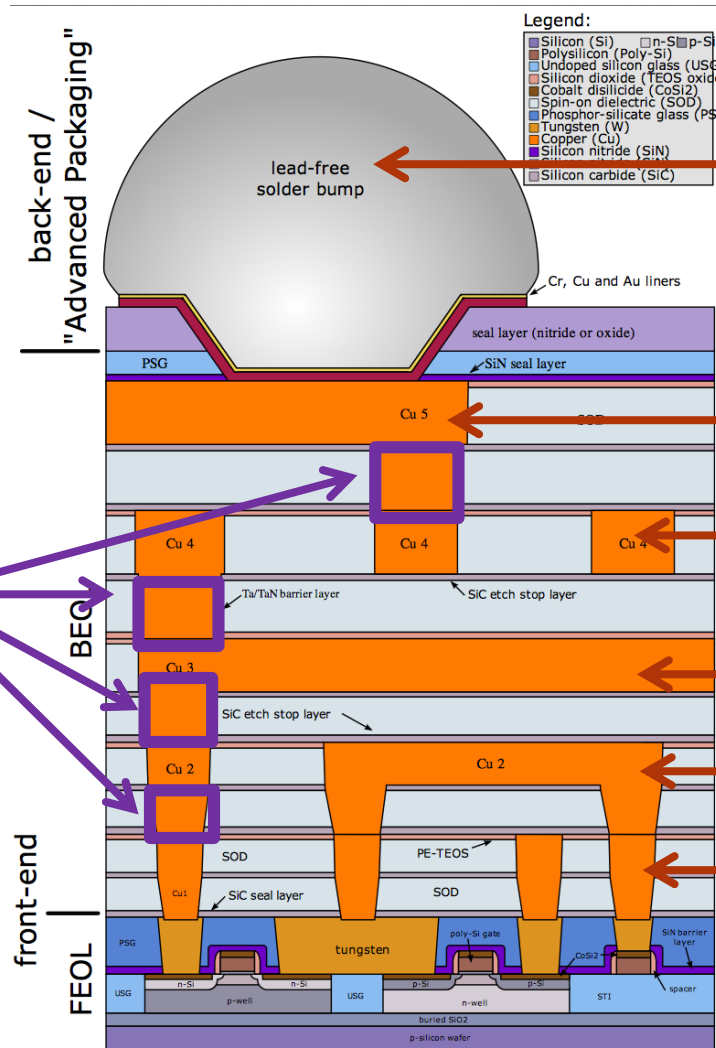 Legend:
Silicon (Si) n-Si p-Si
Polysilicon (Poly-Si)
Undoped silicon glass (USG
Silicon dioxide (TEOS oxid
Cobalt disilicide (CoSi2)
Spin-on dielectric (SOD)
Phosphor-silicate glass (PS
Tungsten (W)
Copper (Cu)
Silicon nitride (SiN)
Silicon nitride (SiN)
Silicon carbide (SiC)
back-end /
"Advanced Packaging"
lead-free
solder bump
Cr, Cu and Au liners
seal layer (nitride or oxide)
PSG
SiN seal layer
Cu 5
SOD
Cu 4
Cu 4
Cu 4
Ta/TaN barrier layer
SiC etch stop layer
BEO
Cu 3
SiC etch stop layer
Cu 2
Cu 2
SOD
PE-TEOS
front-end
Cu1
SiC seal layer
SOD
FEOL
PSG
tungsten
poly-Si gate
SiN barrier
layer
CoSi2
spacer
USG
n-Si
n-Si
p-well
USG
p-Si
p-Si
n-well
STI
buried SiO2
p-silicon wafer